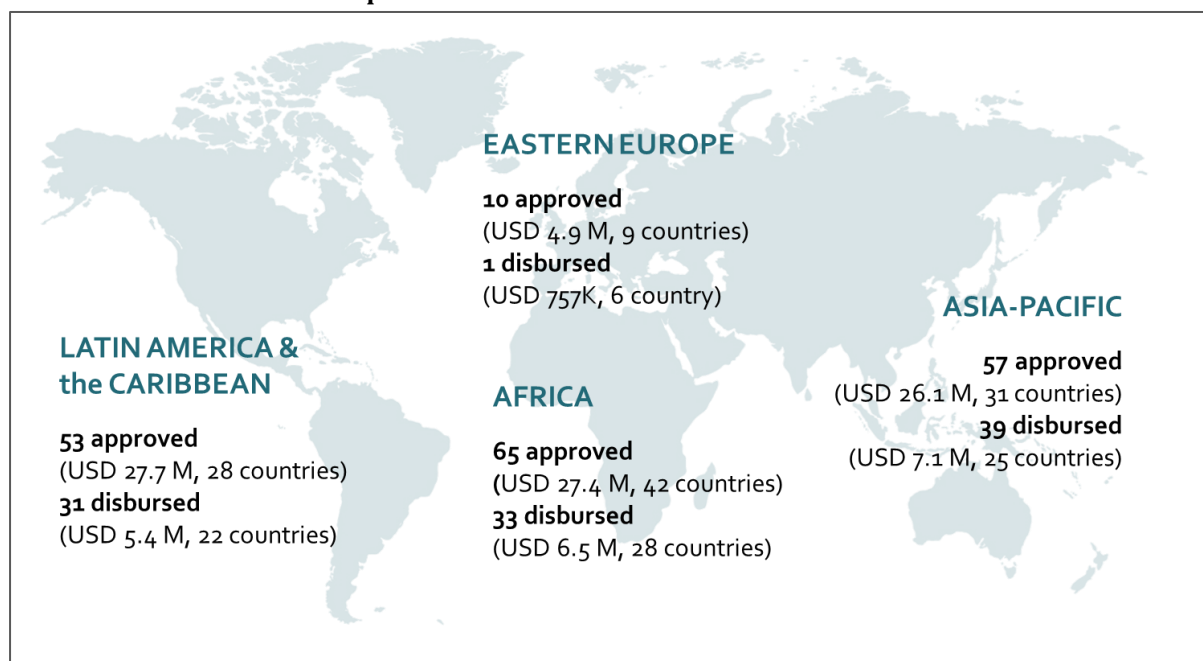 EASTERN EUROPE
10 approved
(USD 4.9 M, 9 countries)
1 disbursed
(USD 757K, 6 country)
ASIA-PACIFIC
57 approved
(USD 26.1 M, 31 countries)
39 disbursed
(USD 7.1 M, 25 countries)
LATIN AMERICA &
the CARIBBEAN
53 approved
(USD 27.7 M, 28 countries)
31 disbursed
(USD 5.4 M, 22 countries)
AFRICA
65 approved
(USD 27.4 M, 42 countries)
33 disbursed
(USD 6.5 M, 28 countries)